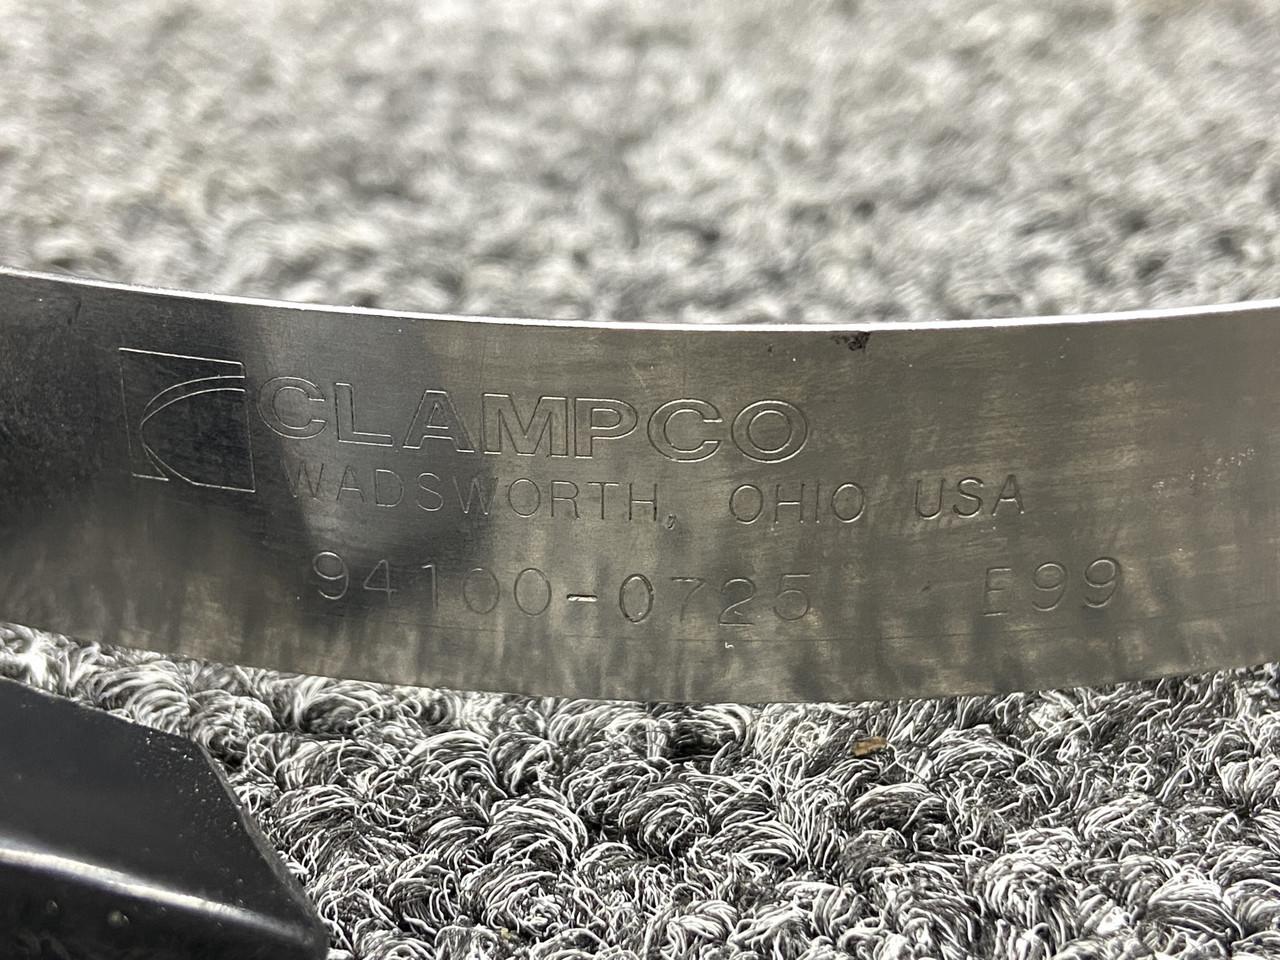 CLAMPCO
WADSWORTH, OHIO USA
94100-0725 E99